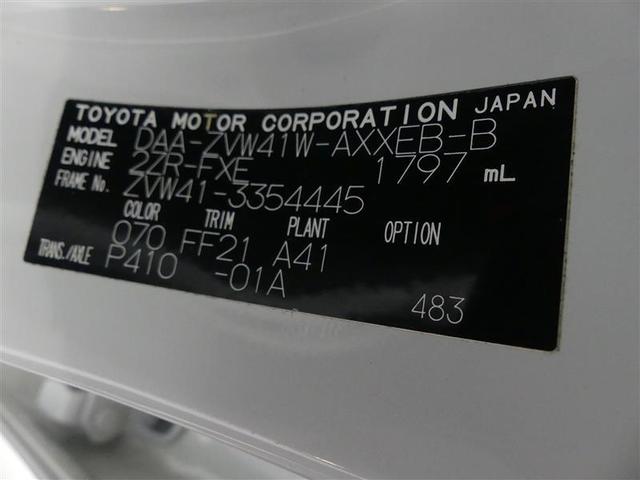 TOYOTA MOTOR CORPORATION JAPAN
MODEL DAA-ZVW41W-AXXEB-B
ENGINE 2ZR-FXE 1797 mL
FRAME No. ZVW41-3354445
COLOR TRIM PLANT OPTION
070 FF21 A41
TRANS./AXLE P410 -01A
483